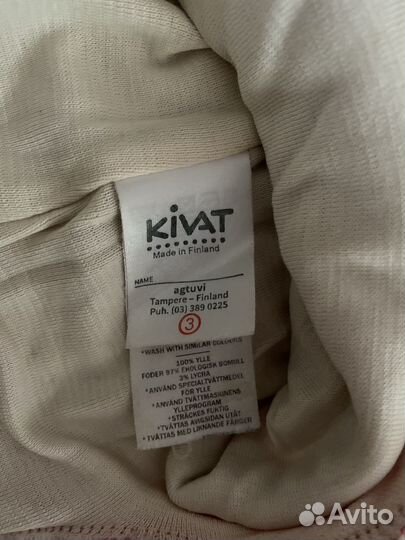 KiVAT
Made in Finland
NAME
agtuvi
Tampere – Finland
Puh. (03) 389 0225
3
*WASH WITH SIMILAR COLOURS
100% YLLE
FODER 97% EKOLOGISK BOMULL
3% LYCRA
*ANVÄND SPECIALTVÄTTMEDEL
FÖR YLLE
*ANVÄND TVÄTTMASKINENS
YLLEPROGRAM
*STRÄCKES FUKTIG
*TVÄTTAS AVIGSIDAN UTÅT
*TVÄTTAS MED LIKNANDE FÄRGER
Avito